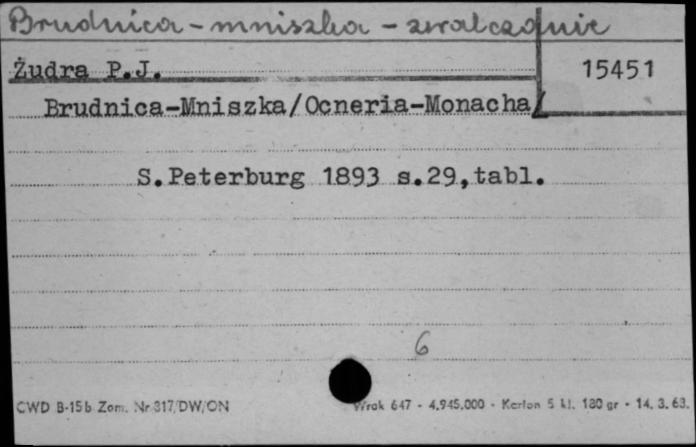 Brudnica - mniszka - zwalczanie
Żudra P.J.
15451
Brudnica-Mniszka/Ocneria-Monacha/
S.Peterburg 1893 s.29,tabl.
6
CWD B-15b Zam. Nr 317/DW/ON
Wrak 647 - 4.945.000 - Karton 5 kl. 180 gr - 14.3.63.